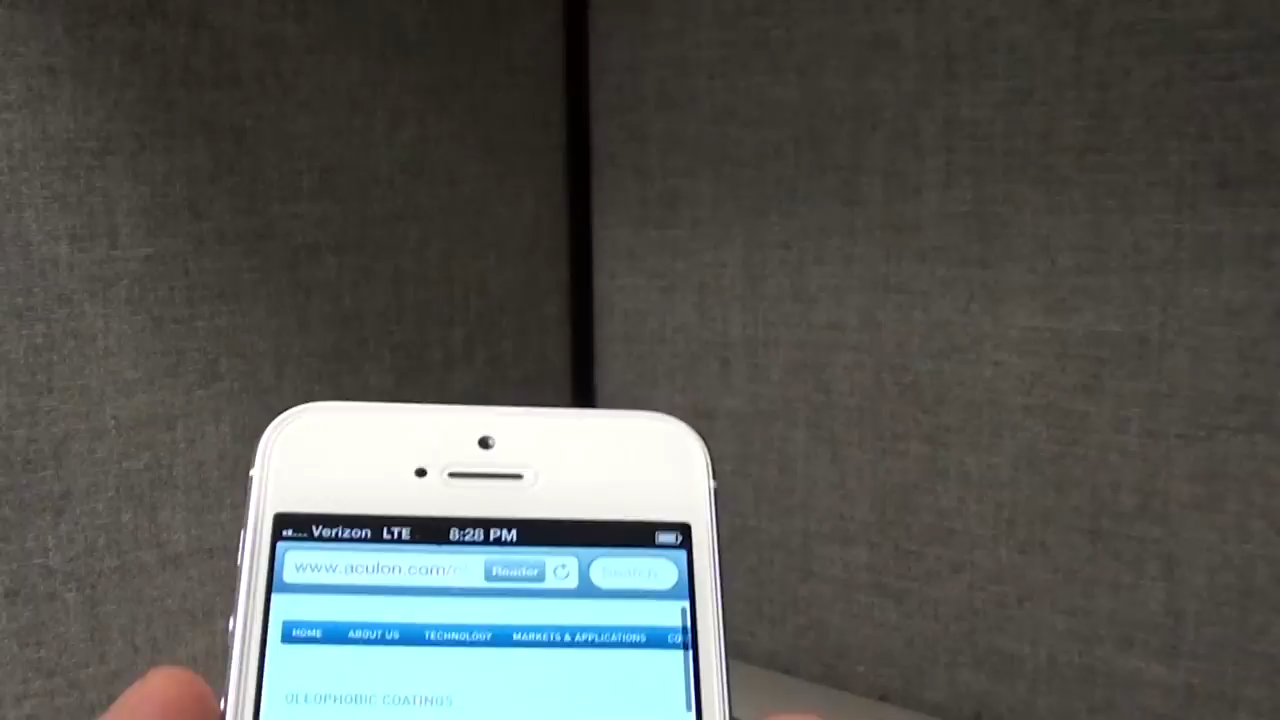 Verizon LTE 8:28 PM
www.aculon.com/ Reader Search
HOME ABOUT US TECHNOLOGY MARKETS & APPLICATIONS CO
OLEOPHOBIC COATINGS